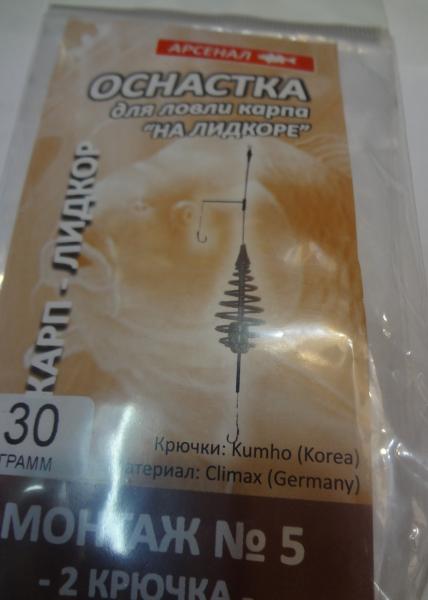 АРСЕНАЛ
ОСНАСТКА
для ловли карпа
"НА ЛИДКОРЕ"
КАРП - ЛИДКОР
30
ГРАММ
Крючки: Kumho (Korea)
материал: Climax (Germany)
МОНТАЖ № 5
- 2 КРЮЧКА -